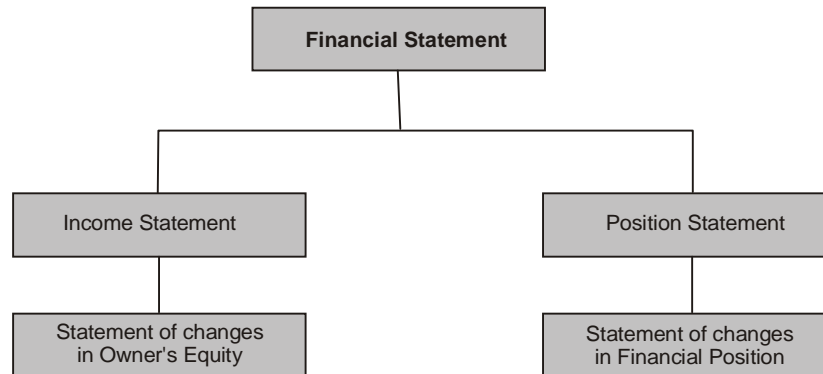 Financial Statement
Income Statement
Position Statement
Statement of changes
in Owner's Equity
Statement of changes
in Financial Position